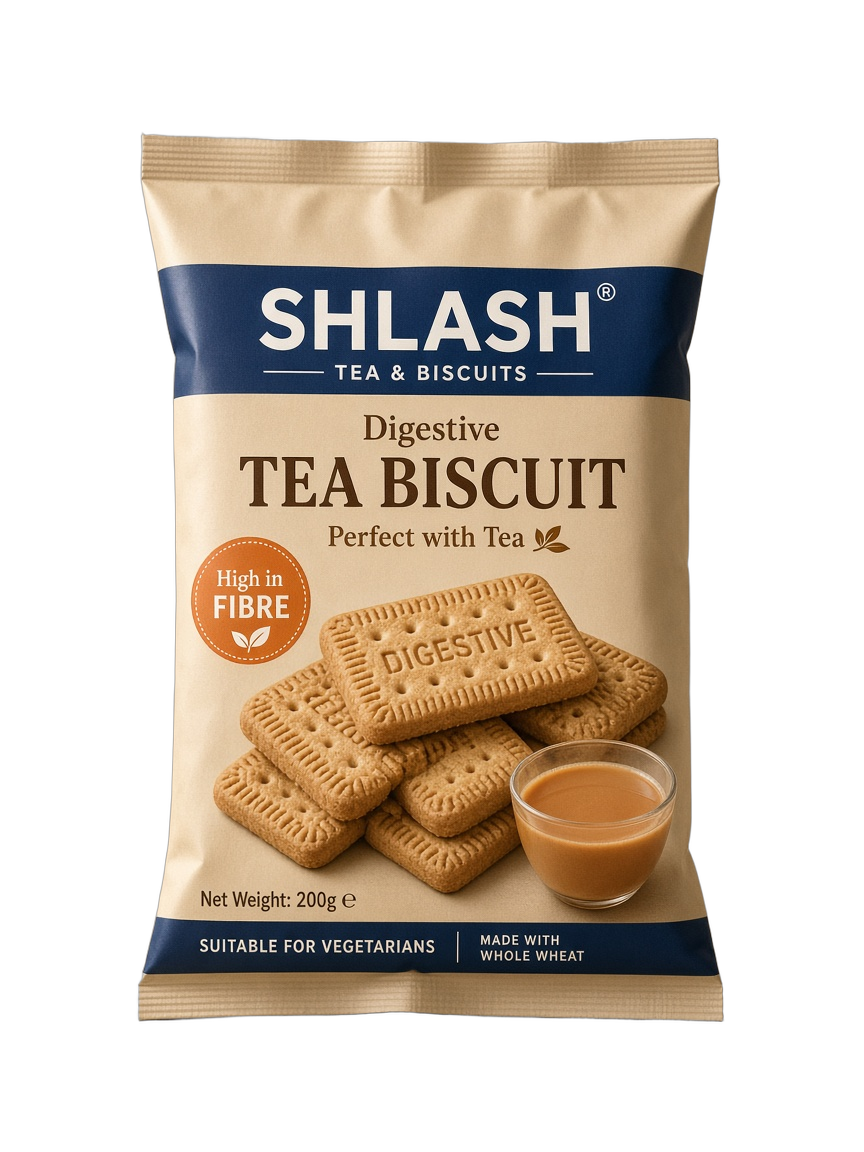 SHLASH®
TEA & BISCUITS
Digestive
TEA BISCUIT
Perfect with Tea
High in
FIBRE
DIGESTIVE
Net Weight: 200g ℮
SUITABLE FOR VEGETARIANS
MADE WITH
WHOLE WHEAT